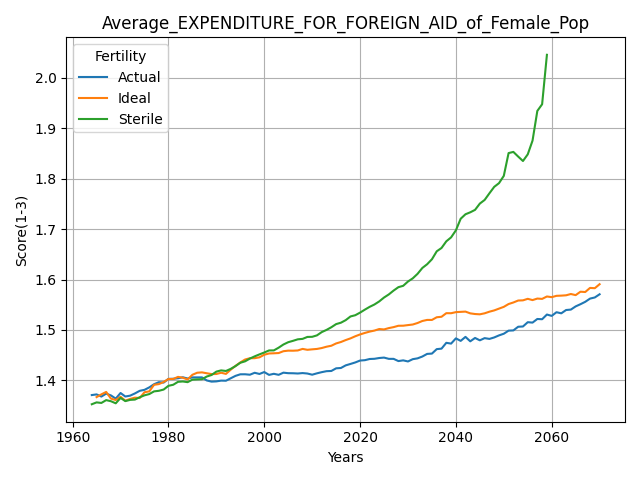 Average_EXPENDITURE_FOR_FOREIGN_AID_of_Female_Pop
Fertility
Actual
Ideal
Sterile
Score(1-3)
2.0
1.9
1.8
1.7
1.6
1.5
1.4
1960 1980 2000 2020 2040 2060
Years